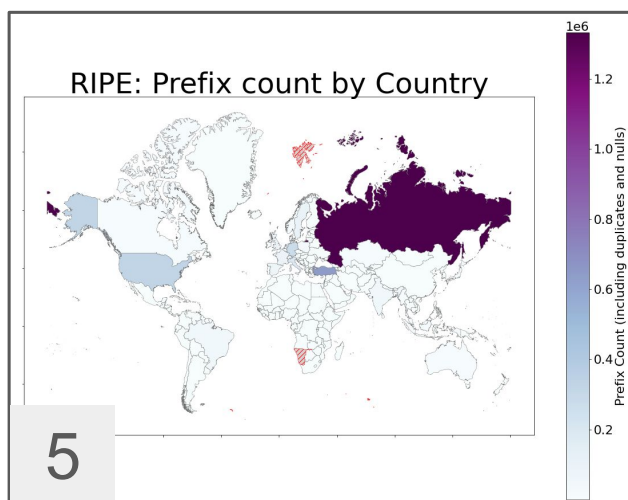 RIPE: Prefix count by Country
1e6
1.2
1.0
0.8
0.6
0.4
0.2
Prefix Count (including duplicates and nulls)
5